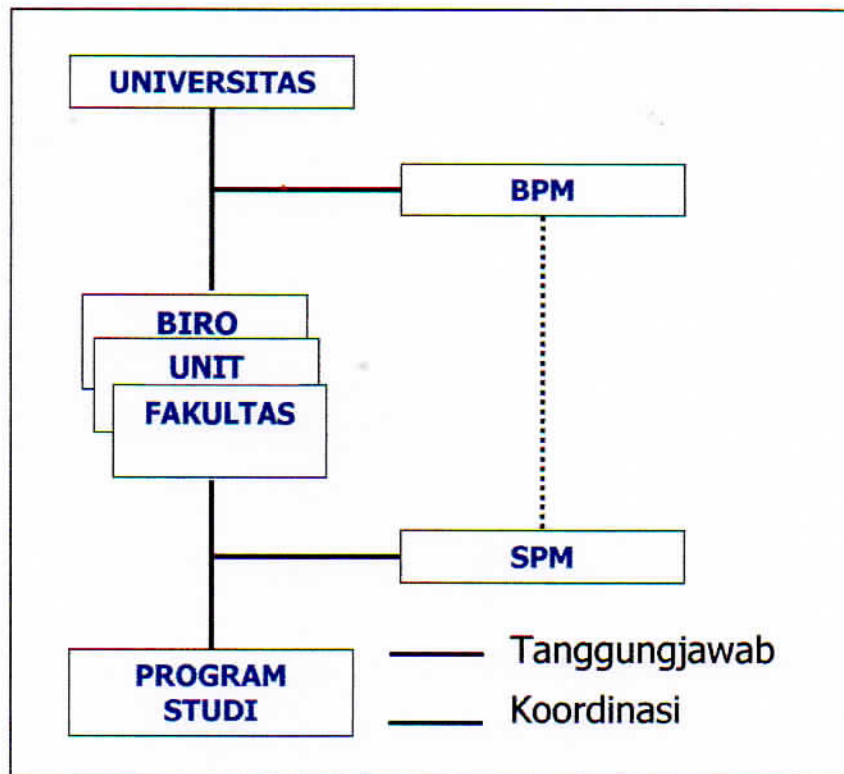 UNIVERSITAS
BPM
BIRO
UNIT
FAKULTAS
SPM
PROGRAM
STUDI
Tanggungjawab
Koordinasi